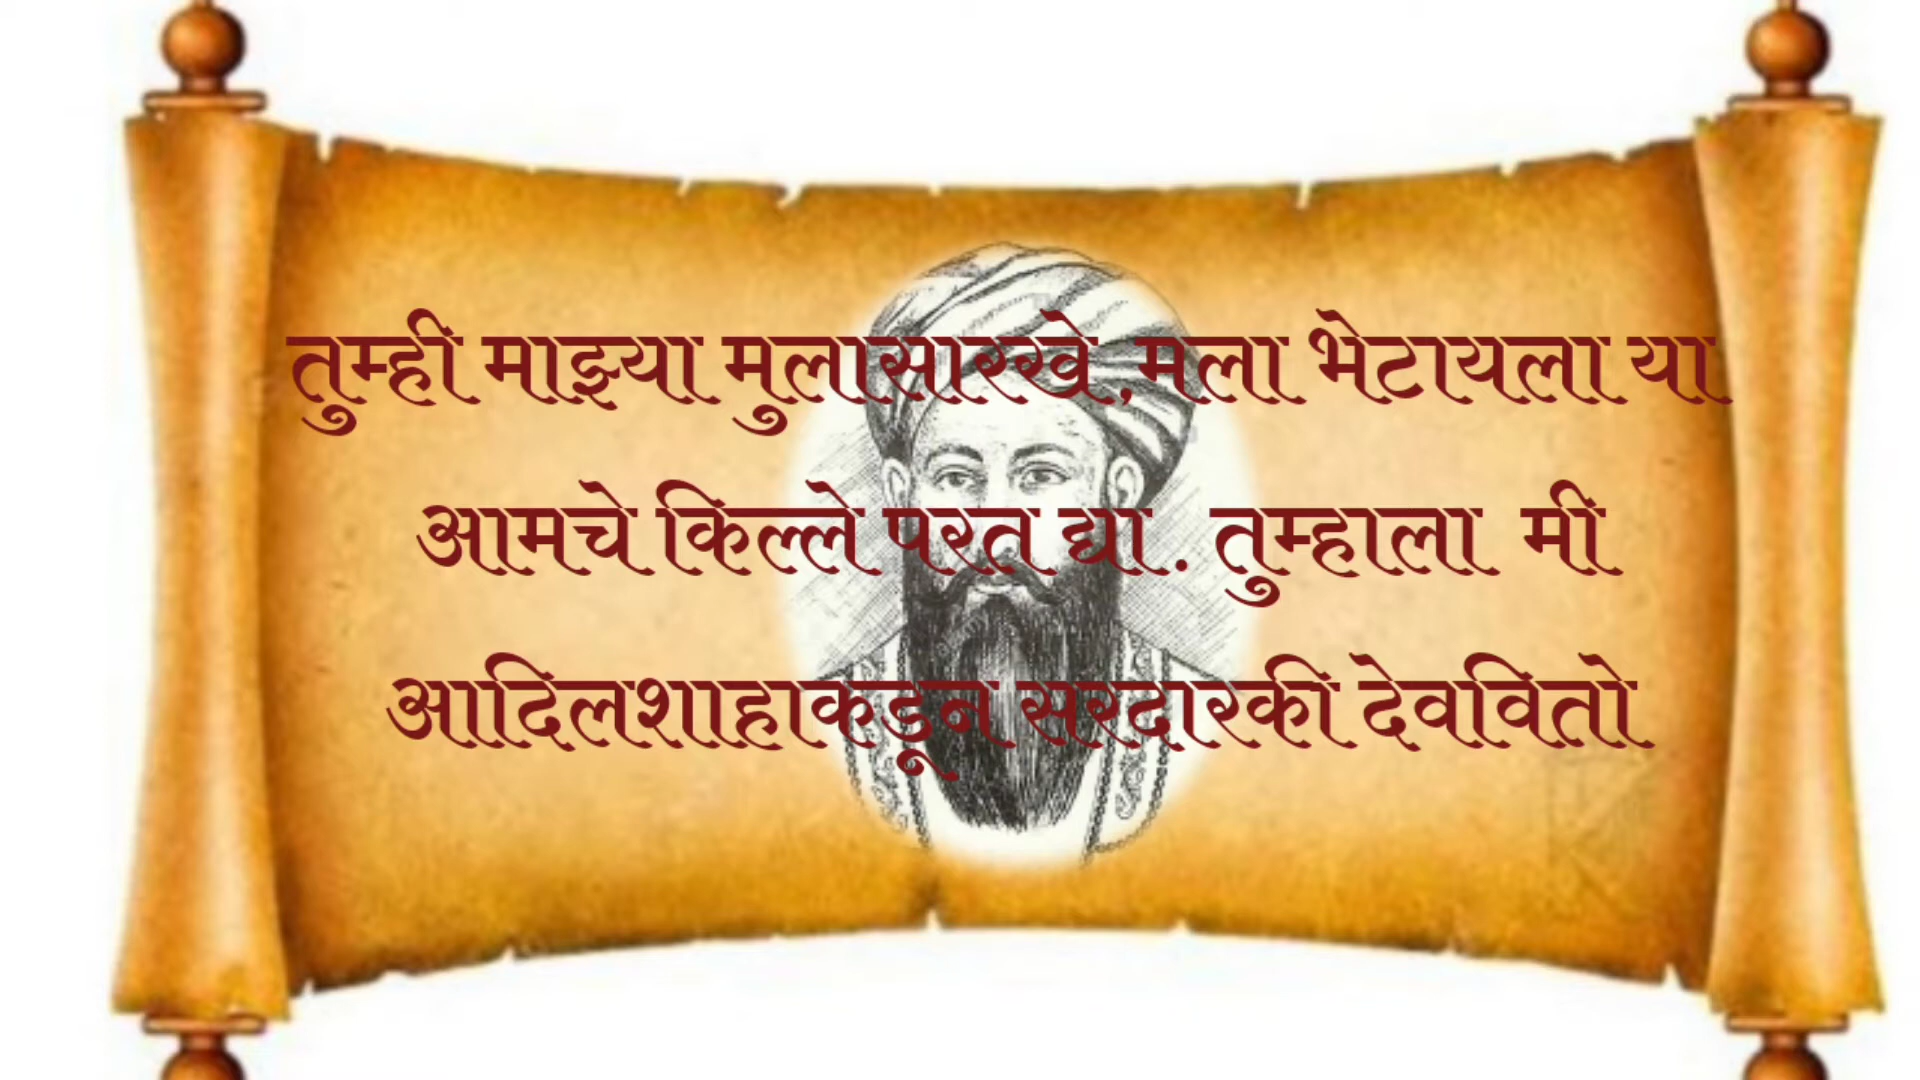 तुम्ही माझ्या मुलासारखे ,मला भेटायला या
आमचे किल्ले परत द्या. तुम्हाला मी
आदिलशाहाकडून सरदारकी देववितो